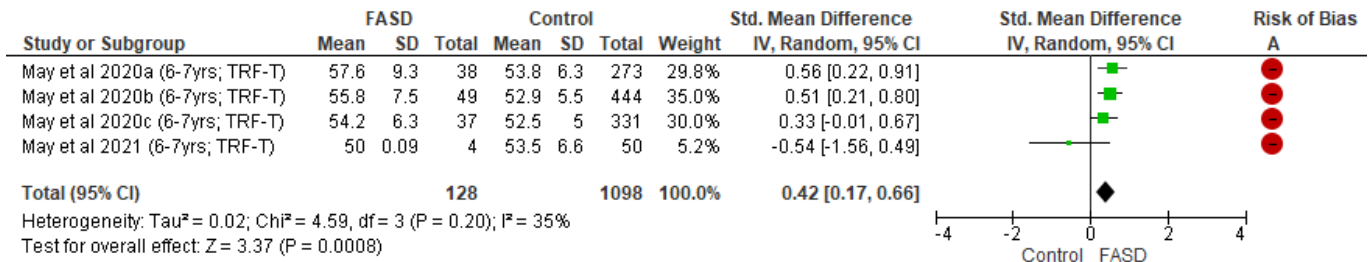 FASD Control Std. Mean Difference Std. Mean Difference Risk of Bias
Study or Subgroup Mean SD Total Mean SD Total Weight IV, Random, 95% CI IV, Random, 95% CI A
May et al 2020a (6-7yrs; TRF-T) 57.6 9.3 38 53.8 6.3 273 29.8% 0.56 [0.22, 0.91]
May et al 2020b (6-7yrs; TRF-T) 55.8 7.5 49 52.9 5.5 444 35.0% 0.51 [0.21, 0.80]
May et al 2020c (6-7yrs; TRF-T) 54.2 6.3 37 52.5 5 331 30.0% 0.33 [-0.01, 0.67]
May et al 2021 (6-7yrs; TRF-T) 50 0.09 4 53.5 6.6 50 5.2% -0.54 [-1.56, 0.49]
Total (95% CI) 128 1098 100.0% 0.42 [0.17, 0.66]
Heterogeneity: Tau² = 0.02; Chi² = 4.59, df = 3 (P = 0.20); I² = 35%
Test for overall effect: Z = 3.37 (P = 0.0008)
-4 -2 0 2 4
Control FASD